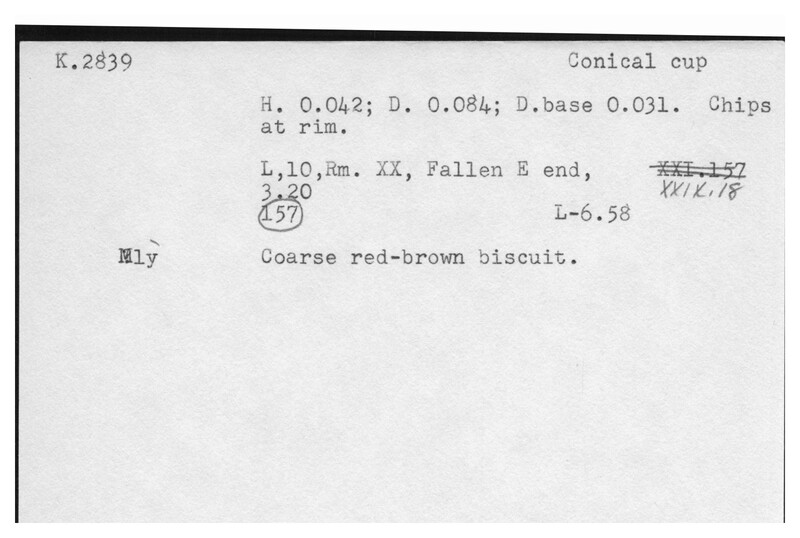 K.2839 Conical cup
H. 0.042; D. 0.084; D.base 0.031. Chips
at rim.
L,10,Rm. XX, Fallen E end, XXI.157
3.20 XXIX.18
157 L-6.58
Mly Coarse red-brown biscuit.